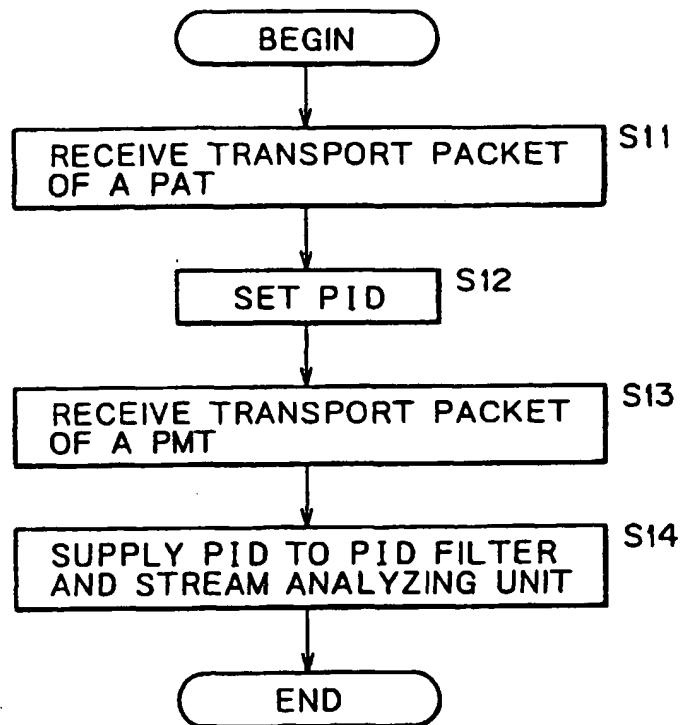 BEGIN
RECEIVE TRANSPORT PACKET
OF A PAT
S11
SET PID
S12
RECEIVE TRANSPORT PACKET
OF A PMT
S13
SUPPLY PID TO PID FILTER
AND STREAM ANALYZING UNIT
S14
END